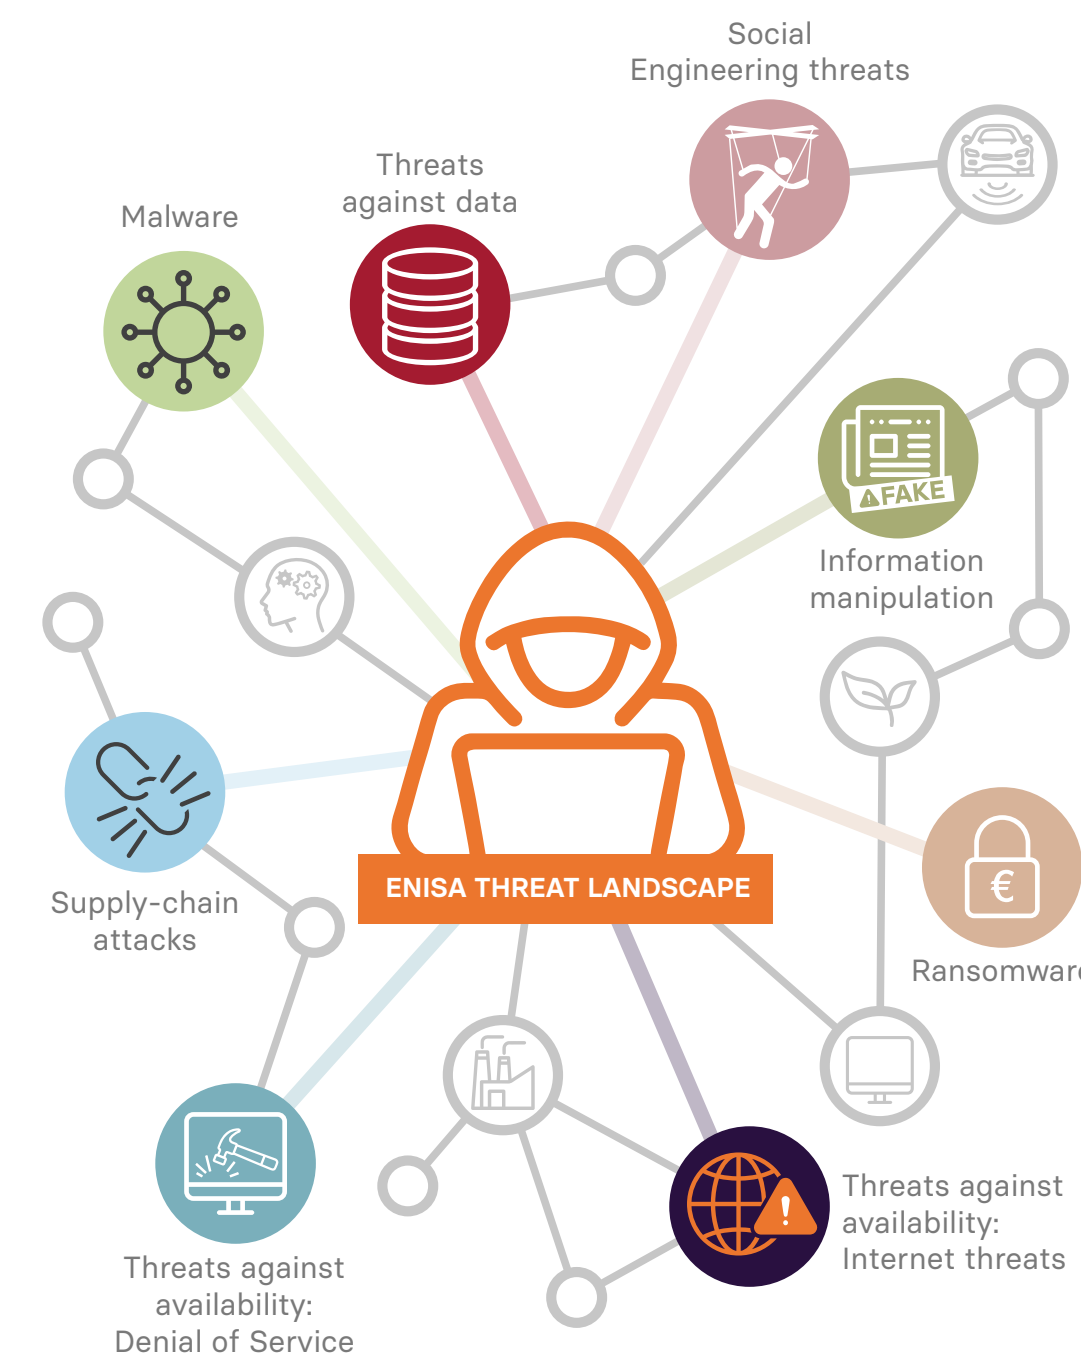 Social
Engineering threats
Threats
against data
Malware
FAKE
Information
manipulation
ENISA THREAT LANDSCAPE
€
Supply-chain
attacks
Ransomware
Threats against
availability:
Internet threats
Threats against
availability:
Denial of Service